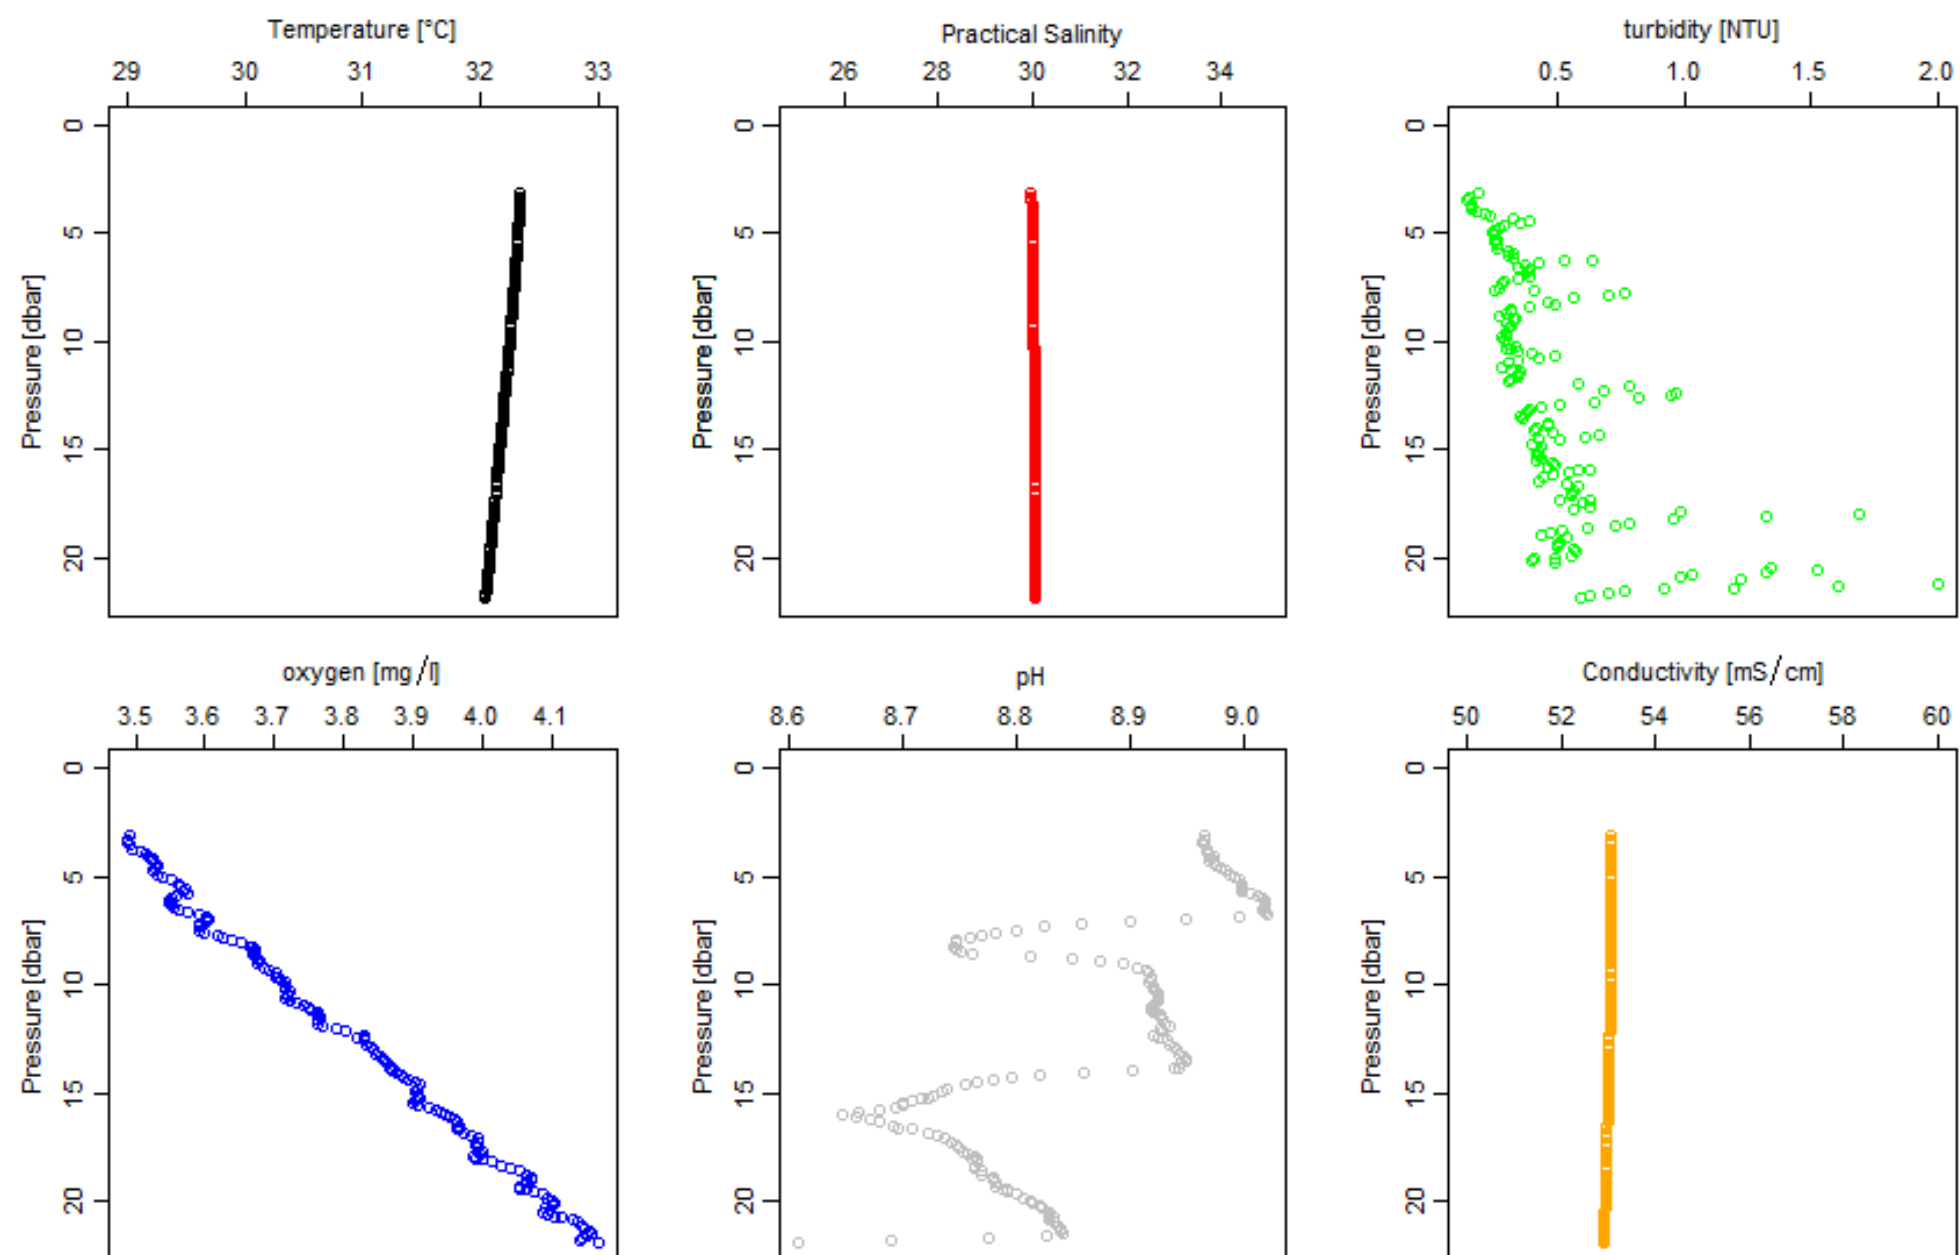 Temperature [°C]
29 30 31 32 33
Pressure [dbar]
0 5 10 15 20
Practical Salinity
26 28 30 32 34
Pressure [dbar]
0 5 10 15 20
turbidity [NTU]
0.5 1.0 1.5 2.0
Pressure [dbar]
0 5 10 15 20
oxygen [mg/l]
3.5 3.6 3.7 3.8 3.9 4.0 4.1
Pressure [dbar]
0 5 10 15 20
pH
8.6 8.7 8.8 8.9 9.0
Pressure [dbar]
0 5 10 15 20
Conductivity [mS/cm]
50 52 54 56 58 60
Pressure [dbar]
0 5 10 15 20